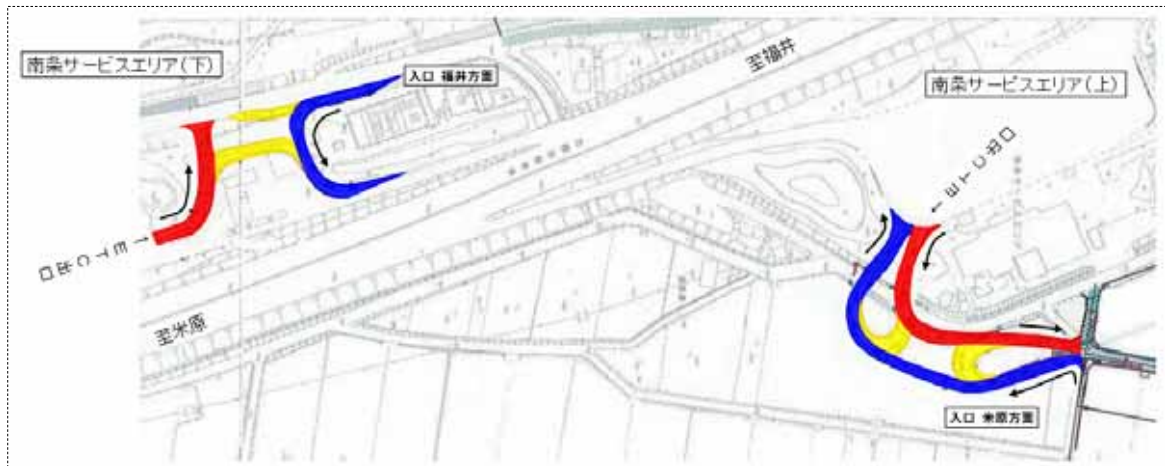 南条サービスエリア(下)
入口 福井方面
至福井
南条サービスエリア(上)
ETC出口
ETC出口
至米原
入口 米原方面